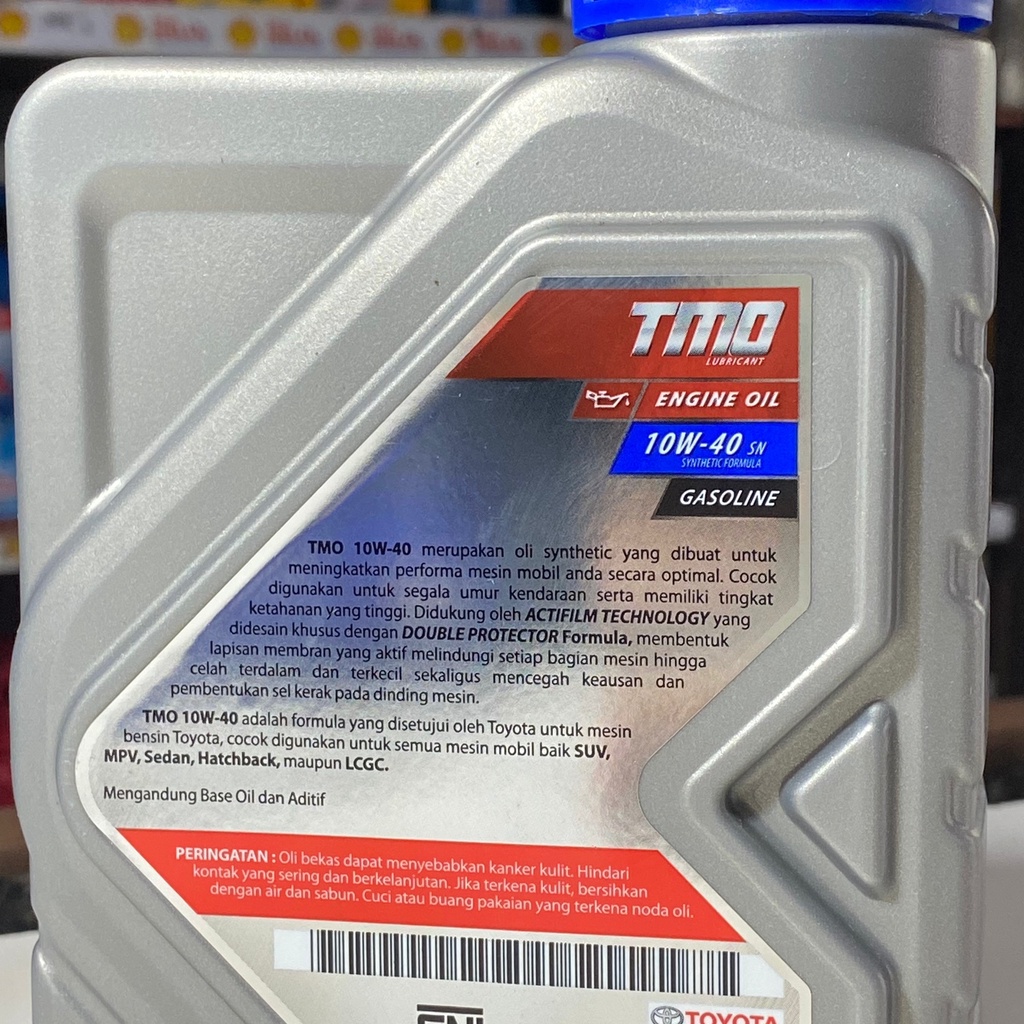 TMO
LUBRICANT
ENGINE OIL
10W-40 SN
SYNTHETIC FORMULA
GASOLINE
TMO 10W-40 merupakan oli synthetic yang dibuat untuk
meningkatkan performa mesin mobil anda secara optimal. Cocok
digunakan untuk segala umur kendaraan serta memiliki tingkat
ketahanan yang tinggi. Didukung oleh ACTIFILM TECHNOLOGY yang
didesain khusus dengan DOUBLE PROTECTOR Formula, membentuk
lapisan membran yang aktif melindungi setiap bagian mesin hingga
celah terdalam dan terkecil sekaligus mencegah keausan dan
pembentukan sel kerak pada dinding mesin.
TMO 10W-40 adalah formula yang disetujui oleh Toyota untuk mesin
bensin Toyota, cocok digunakan untuk semua mesin mobil baik SUV,
MPV, Sedan, Hatchback, maupun LCGC.
Mengandung Base Oil dan Aditif
PERINGATAN : Oli bekas dapat menyebabkan kanker kulit. Hindari
kontak yang sering dan berkelanjutan. Jika terkena kulit, bersihkan
dengan air dan sabun. Cuci atau buang pakaian yang terkena noda oli.
SNI
TOYOTA